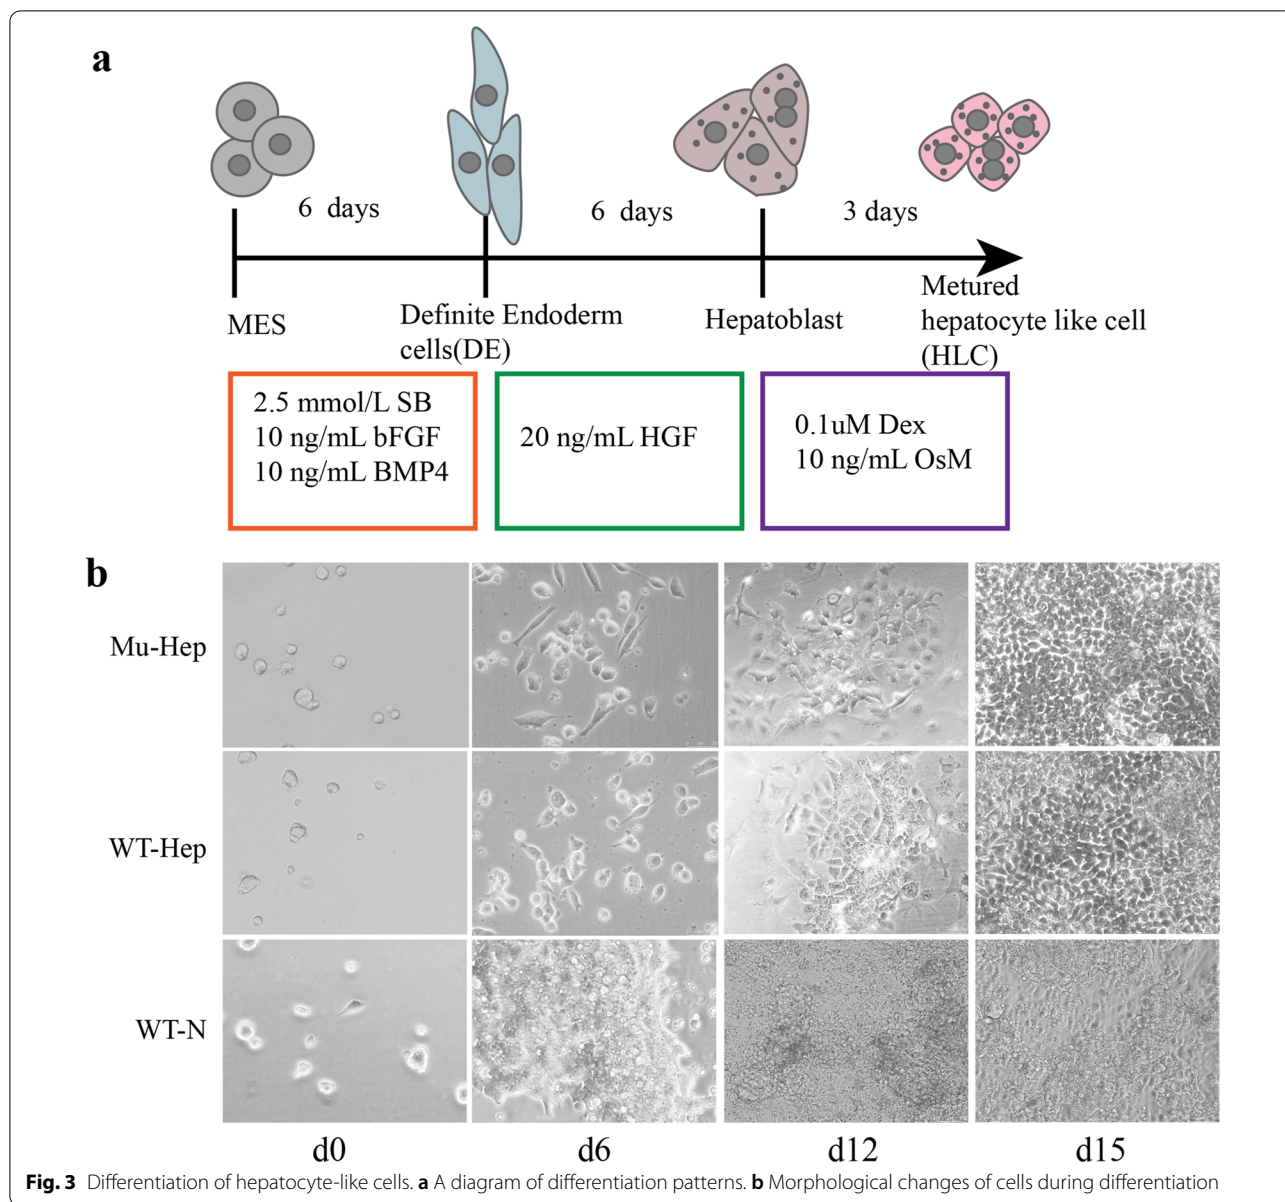 a
6 days
6 days
3 days
MES
Definite Endoderm
cells(DE)
Hepatoblast
Metured
hepatocyte like cell
(HLC)
2.5 mmol/L SB
10 ng/mL bFGF
10 ng/mL BMP4
20 ng/mL HGF
0.1uM Dex
10 ng/mL OsM
b
Mu-Hep
WT-Hep
WT-N
d0
d6
d12
d15
Fig. 3 Differentiation of hepatocyte-like cells. a A diagram of differentiation patterns. b Morphological changes of cells during differentiation